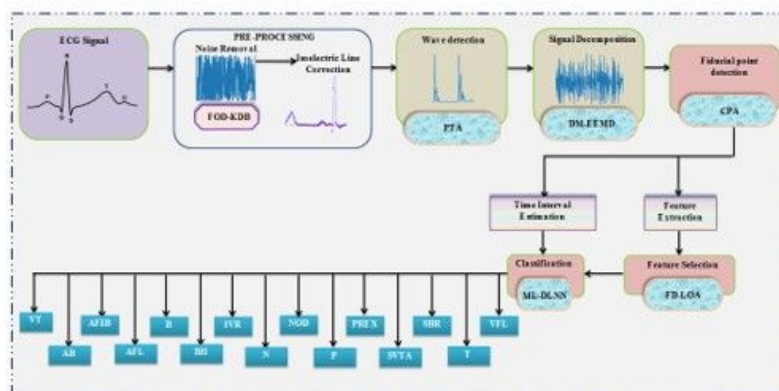 ECG Signal
PRE-PROCESSING
Noise Removal
Isoelectric Line
Correction
FOD-KDB
Wave detection
PTA
Signal Decomposition
DM-EEMD
Fiducial point
detection
CPA
Time Interval
Estimation
Feature
Extraction
Classification
ML-DLNN
Feature Selection
FD-LOA
VT
AFIB
B
IVR
NOD
PREX
SBR
VFL
AB
AFL
BII
N
P
SVTA
T